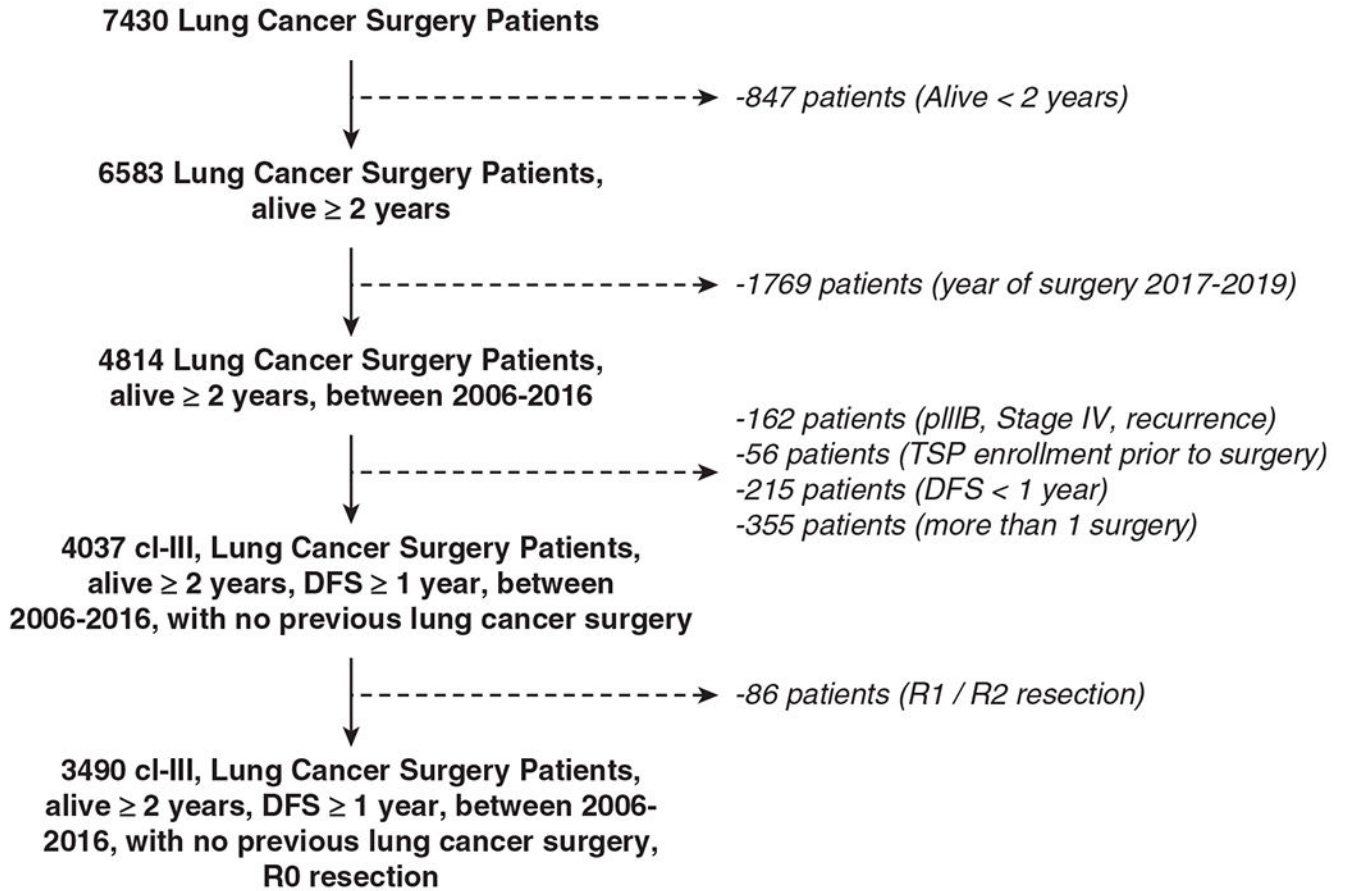 7430 Lung Cancer Surgery Patients
-847 patients (Alive < 2 years)
6583 Lung Cancer Surgery Patients,
alive ≥ 2 years
-1769 patients (year of surgery 2017-2019)
4814 Lung Cancer Surgery Patients,
alive ≥ 2 years, between 2006-2016
-162 patients (pIIIB, Stage IV, recurrence)
-56 patients (TSP enrollment prior to surgery)
-215 patients (DFS < 1 year)
-355 patients (more than 1 surgery)
4037 cI-III, Lung Cancer Surgery Patients,
alive ≥ 2 years, DFS ≥ 1 year, between
2006-2016, with no previous lung cancer surgery
-86 patients (R1 / R2 resection)
3490 cI-III, Lung Cancer Surgery Patients,
alive ≥ 2 years, DFS ≥ 1 year, between 2006-
2016, with no previous lung cancer surgery,
R0 resection